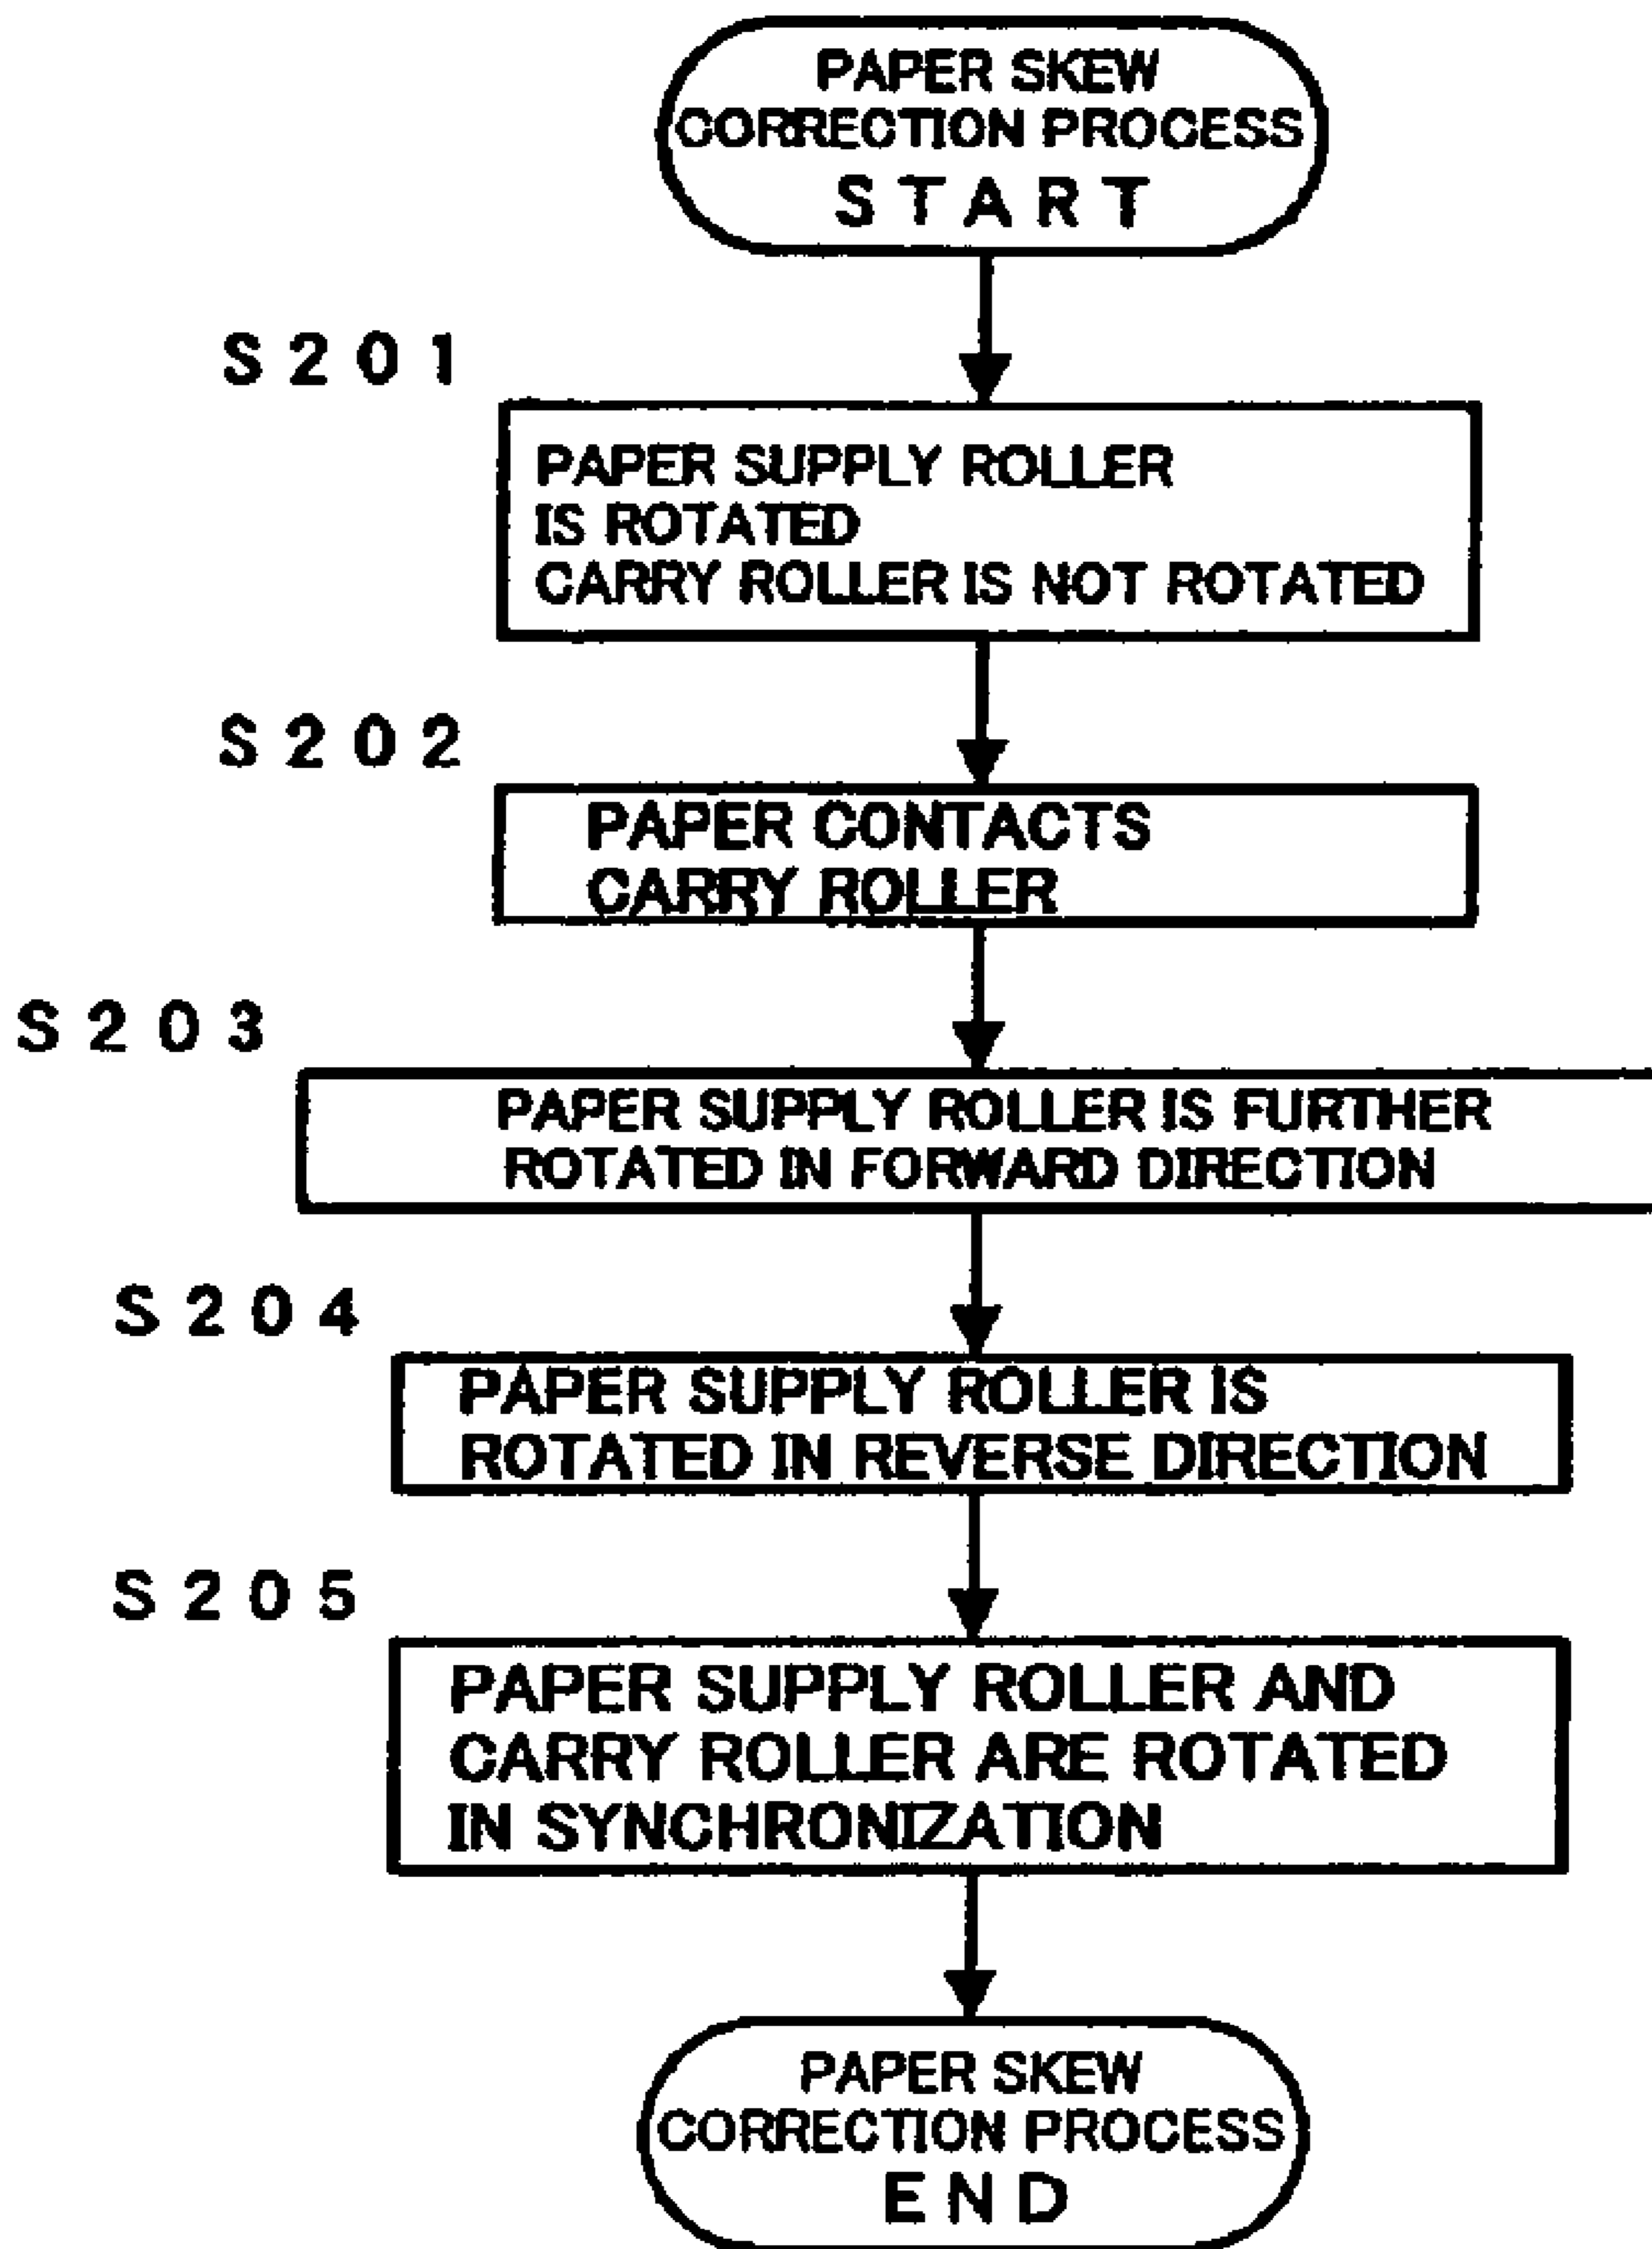 PAPER SKEW
CORRECTION PROCESS
START
S201
PAPER SUPPLY ROLLER
IS ROTATED
CARRY ROLLER IS NOT ROTATED
S202
PAPER CONTACTS
CARRY ROLLER
S203
PAPER SUPPLY ROLLER IS FURTHER
ROTATED IN FORWARD DIRECTION
S204
PAPER SUPPLY ROLLER IS
ROTATED IN REVERSE DIRECTION
S205
PAPER SUPPLY ROLLER AND
CARRY ROLLER ARE ROTATED
IN SYNCHRONIZATION
PAPER SKEW
CORRECTION PROCESS
END